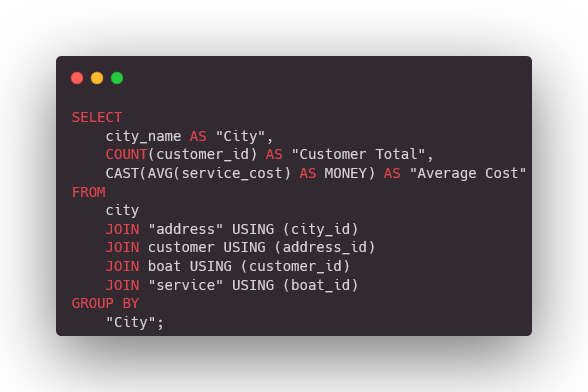 SELECT
    city_name AS "City",
    COUNT(customer_id) AS "Customer Total",
    CAST(AVG(service_cost) AS MONEY) AS "Average Cost"
FROM
    city
    JOIN "address" USING (city_id)
    JOIN customer USING (address_id)
    JOIN boat USING (customer_id)
    JOIN "service" USING (boat_id)
GROUP BY
    "City";